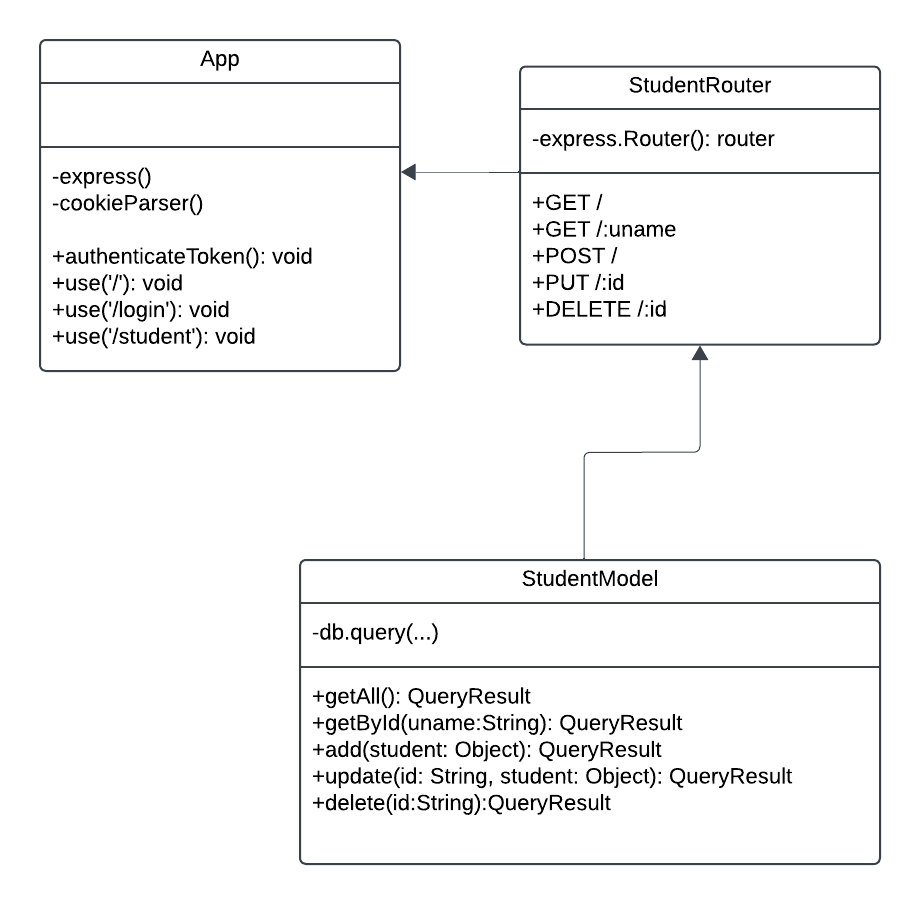 App
-express()
-cookieParser()
+authenticateToken(): void
+use('/'): void
+use('/login'): void
+use('/student'): void
StudentRouter
-express.Router(): router
+GET /
+GET /:uname
+POST /
+PUT /:id
+DELETE /:id
StudentModel
-db.query(...)
+getAll(): QueryResult
+getById(uname:String): QueryResult
+add(student: Object): QueryResult
+update(id: String, student: Object): QueryResult
+delete(id:String):QueryResult